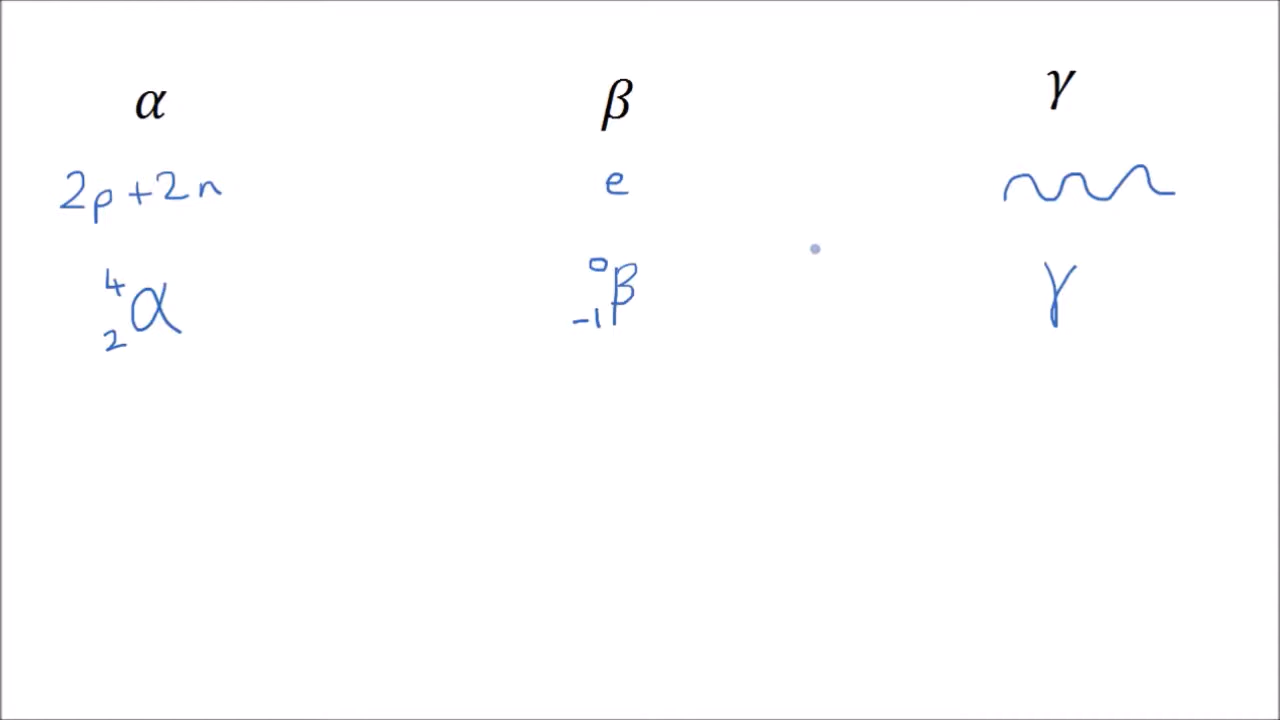 α β γ
2p+2n e
⁴₂α ⁰₋₁β γ